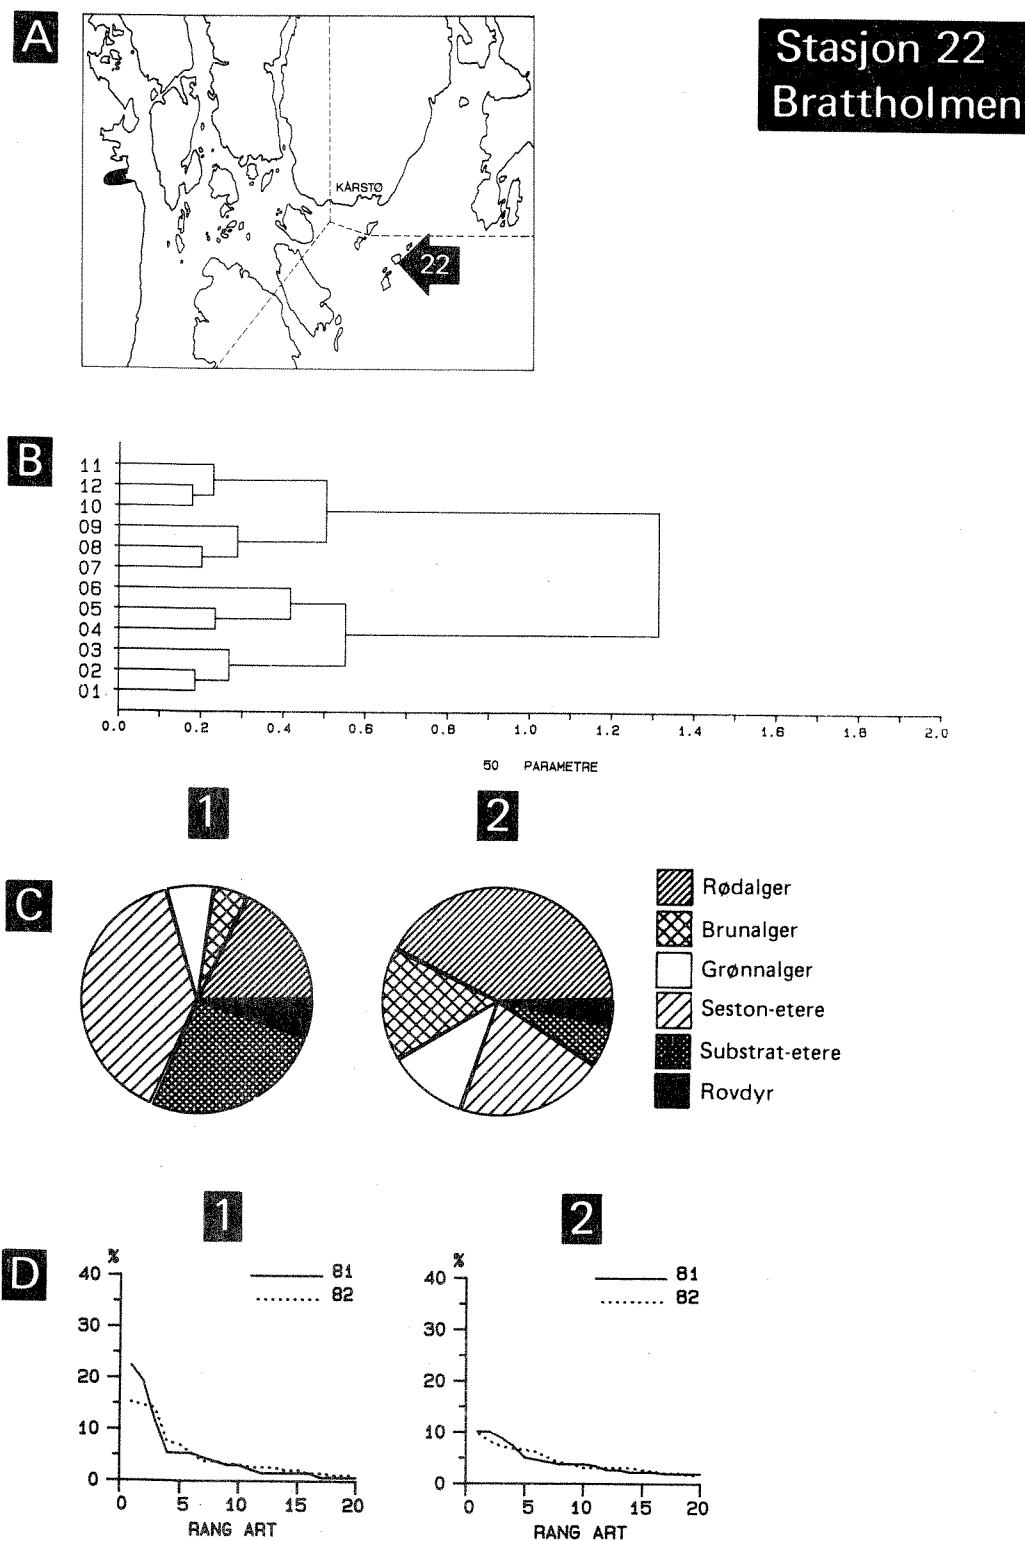 A
Stasjon 22
Brattholmen
KÅRSTØ
22
B
11
12
10
09
08
07
06
05
04
03
02
01
0.0 0.2 0.4 0.6 0.8 1.0 1.2 1.4 1.6 1.8 2.0
50 PARAMETRE
1 2
C
Rødalger
Brunalger
Grønnalger
Seston-etere
Substrat-etere
Rovdyr
1 2
D
%
40
30
20
10
0
81
82
0 5 10 15 20
RANG ART
%
40
30
20
10
0
81
82
0 5 10 15 20
RANG ART